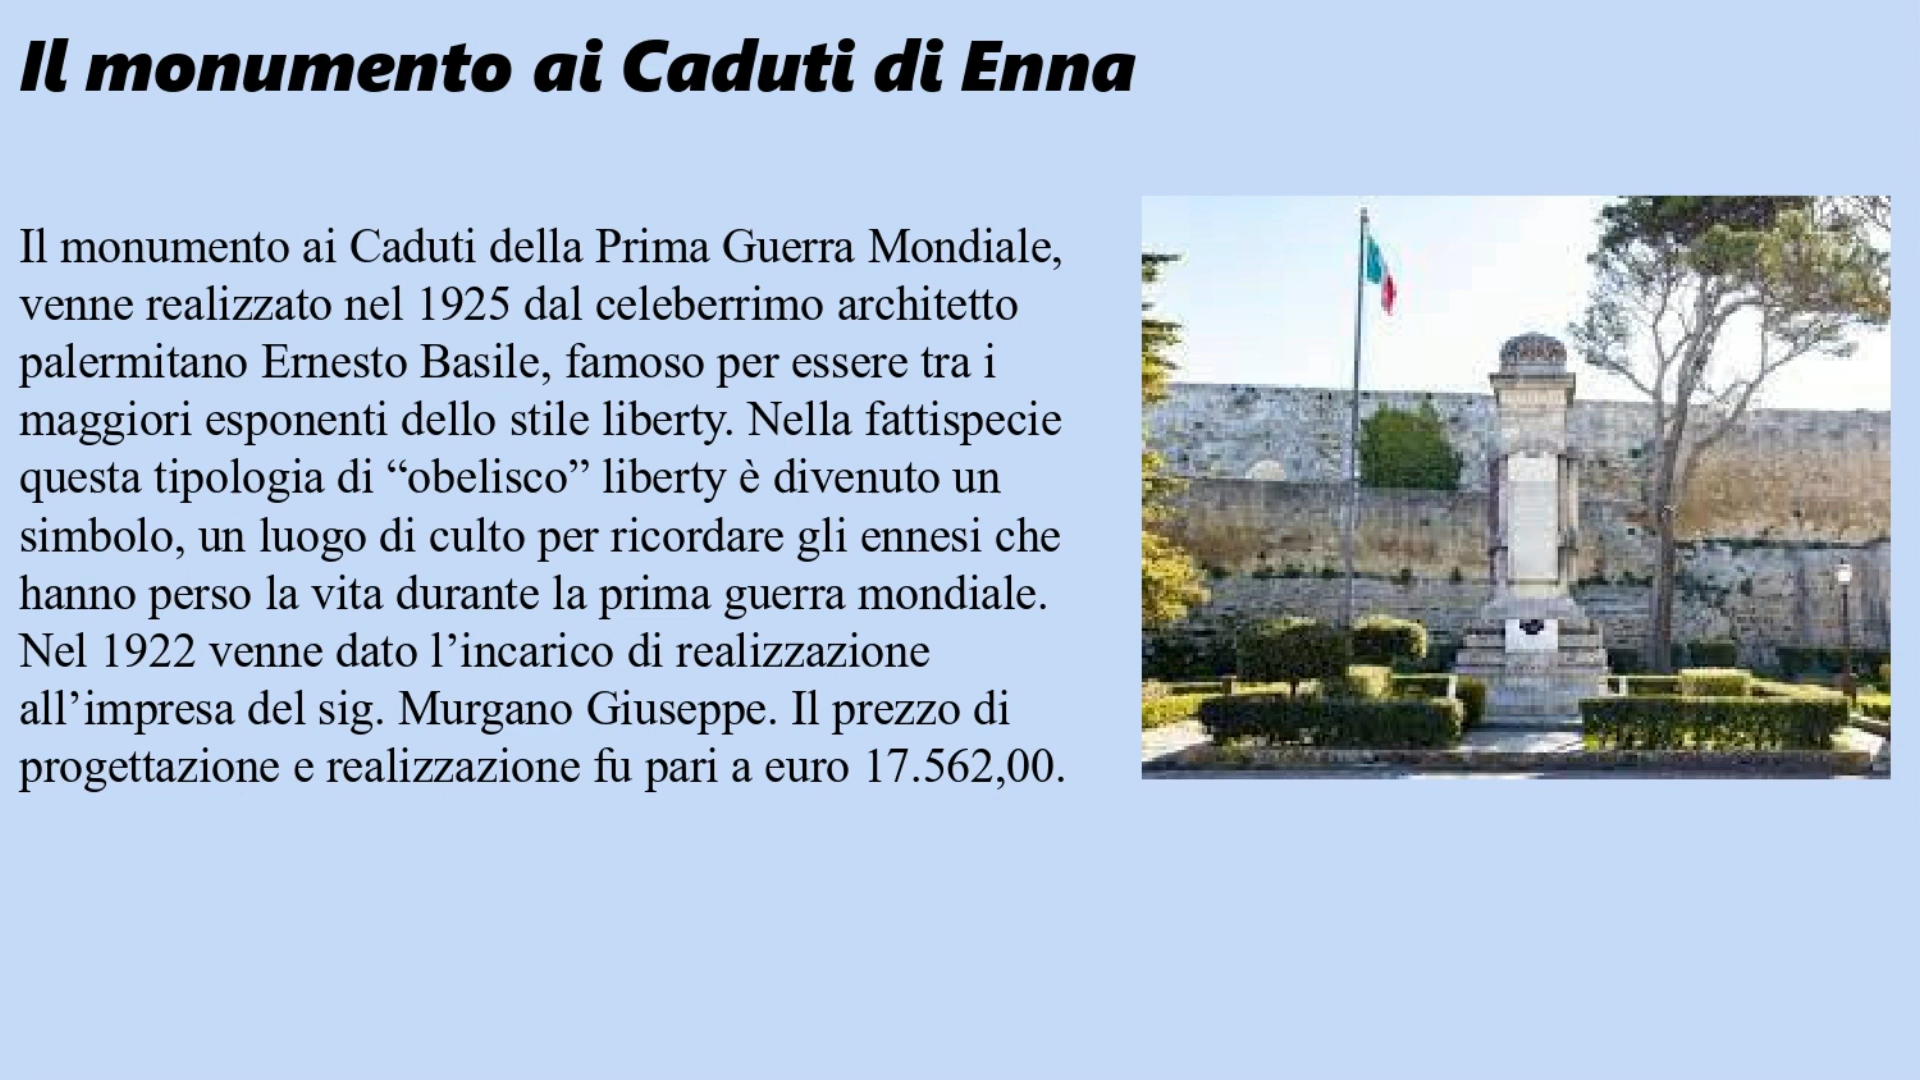 Il monumento ai Caduti di Enna
Il monumento ai Caduti della Prima Guerra Mondiale,
venne realizzato nel 1925 dal celeberrimo architetto
palermitano Ernesto Basile, famoso per essere tra i
maggiori esponenti dello stile liberty. Nella fattispecie
questa tipologia di “obelisco” liberty è divenuto un
simbolo, un luogo di culto per ricordare gli ennesi che
hanno perso la vita durante la prima guerra mondiale.
Nel 1922 venne dato l’incarico di realizzazione
all’impresa del sig. Murgano Giuseppe. Il prezzo di
progettazione e realizzazione fu pari a euro 17.562,00.